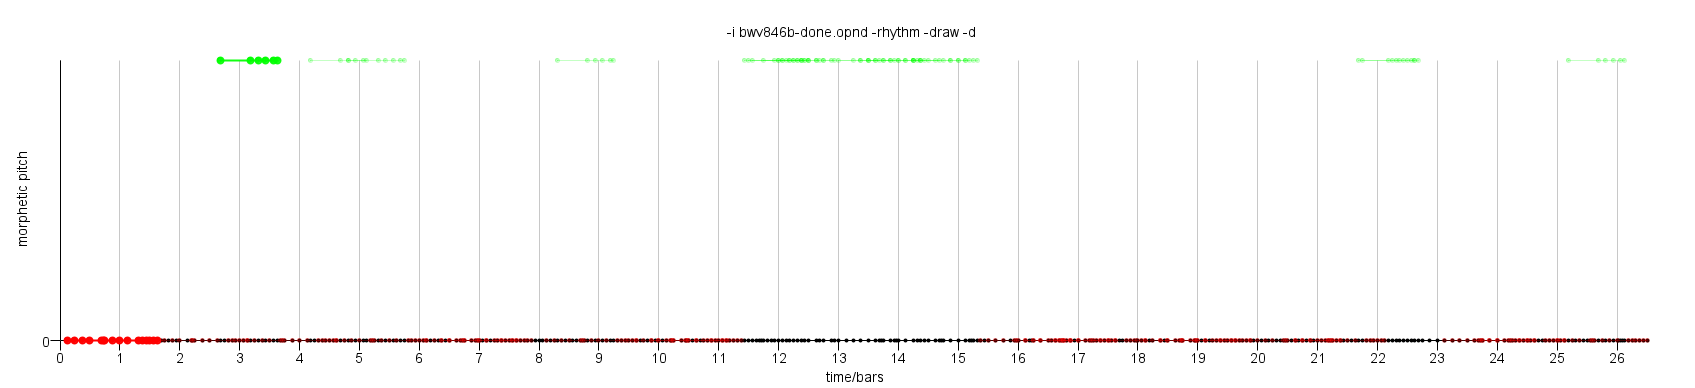 -i bwv846b-done.opnd -rhythm -draw -d
morphetic pitch
0
0 1 2 3 4 5 6 7 8 9 10 11 12 13 14 15 16 17 18 19 20 21 22 23 24 25 26
time/bars